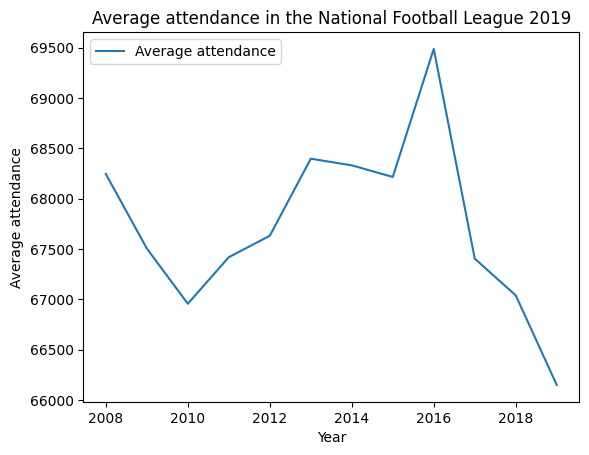 Average attendance in the National Football League 2019
Average attendance
69500
69000
68500
68000
67500
67000
66500
66000
Average attendance
2008 2010 2012 2014 2016 2018
Year